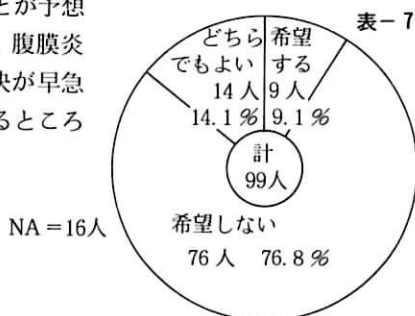 とが予想
腹膜炎
決が早急
るところ
表-7
どちら
でもよい
14人
14.1%
希望
する
9人
9.1%
計
99人
NA=16人
希望しない
76人 76.8%